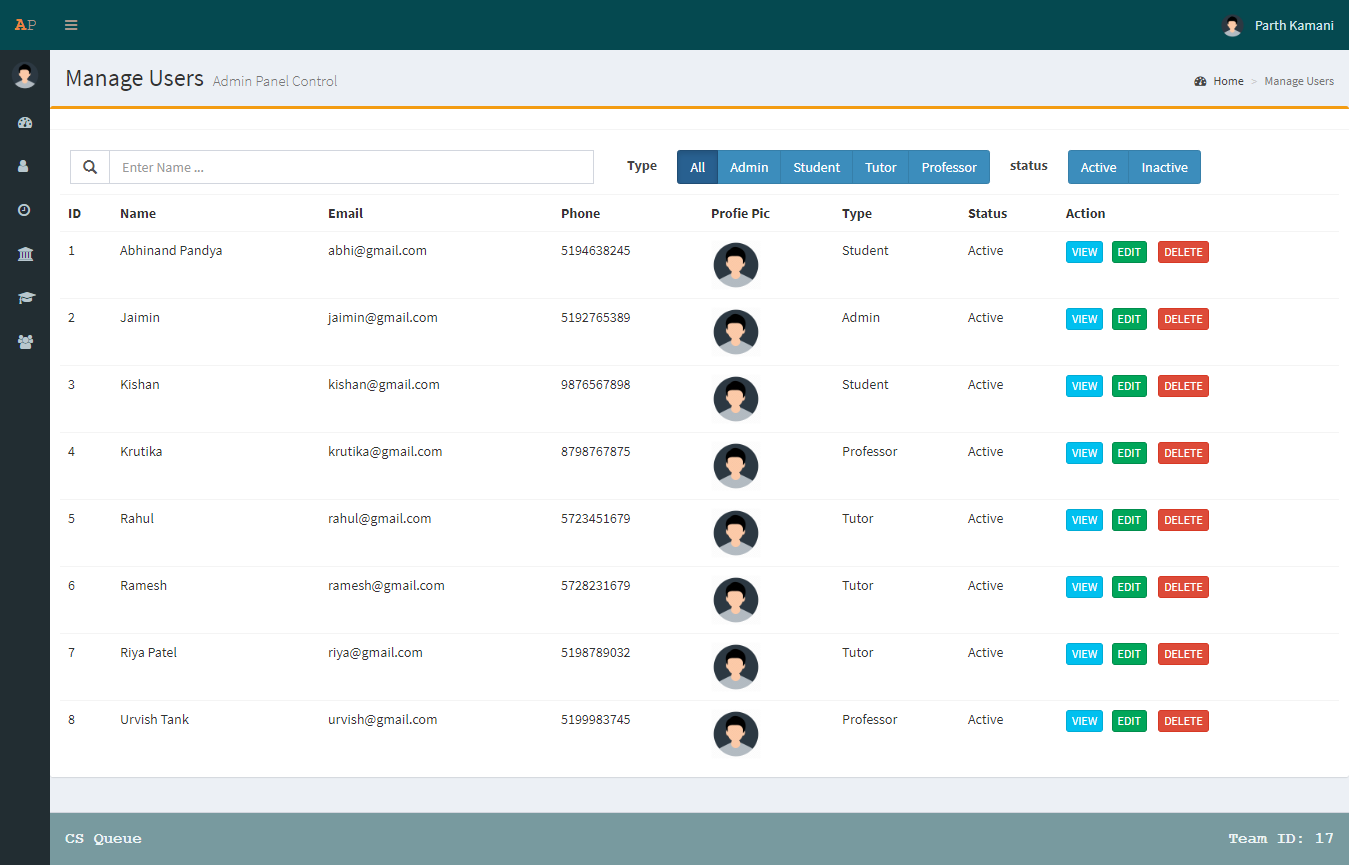 AP Parth Kamani
Manage Users Admin Panel Control Home > Manage Users
Enter Name ... Type All Admin Student Tutor Professor status Active Inactive
ID Name Email Phone Profie Pic Type Status Action
1 Abhinand Pandya abhi@gmail.com 5194638245 Student Active VIEW EDIT DELETE
2 Jaimin jaimin@gmail.com 5192765389 Admin Active VIEW EDIT DELETE
3 Kishan kishan@gmail.com 9876567898 Student Active VIEW EDIT DELETE
4 Krutika krutika@gmail.com 8798767875 Professor Active VIEW EDIT DELETE
5 Rahul rahul@gmail.com 5723451679 Tutor Active VIEW EDIT DELETE
6 Ramesh ramesh@gmail.com 5728231679 Tutor Active VIEW EDIT DELETE
7 Riya Patel riya@gmail.com 5198789032 Tutor Active VIEW EDIT DELETE
8 Urvish Tank urvish@gmail.com 5199983745 Professor Active VIEW EDIT DELETE
CS Queue Team ID: 17